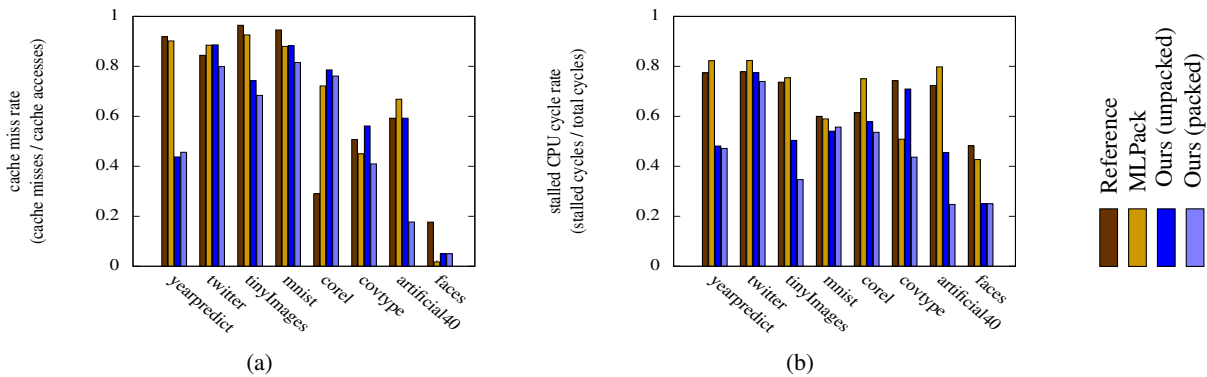 cache miss rate
(cache misses / cache accesses)
1
0.8
0.6
0.4
0.2
0
yearpredict
twitter
tinyImages
mnist
corel
covtype
artificial40
faces
(a)
stalled CPU cycle rate
(stalled cycles / total cycles)
1
0.8
0.6
0.4
0.2
0
yearpredict
twitter
tinyImages
mnist
corel
covtype
artificial40
faces
(b)
Reference
MLPack
Ours (unpacked)
Ours (packed)